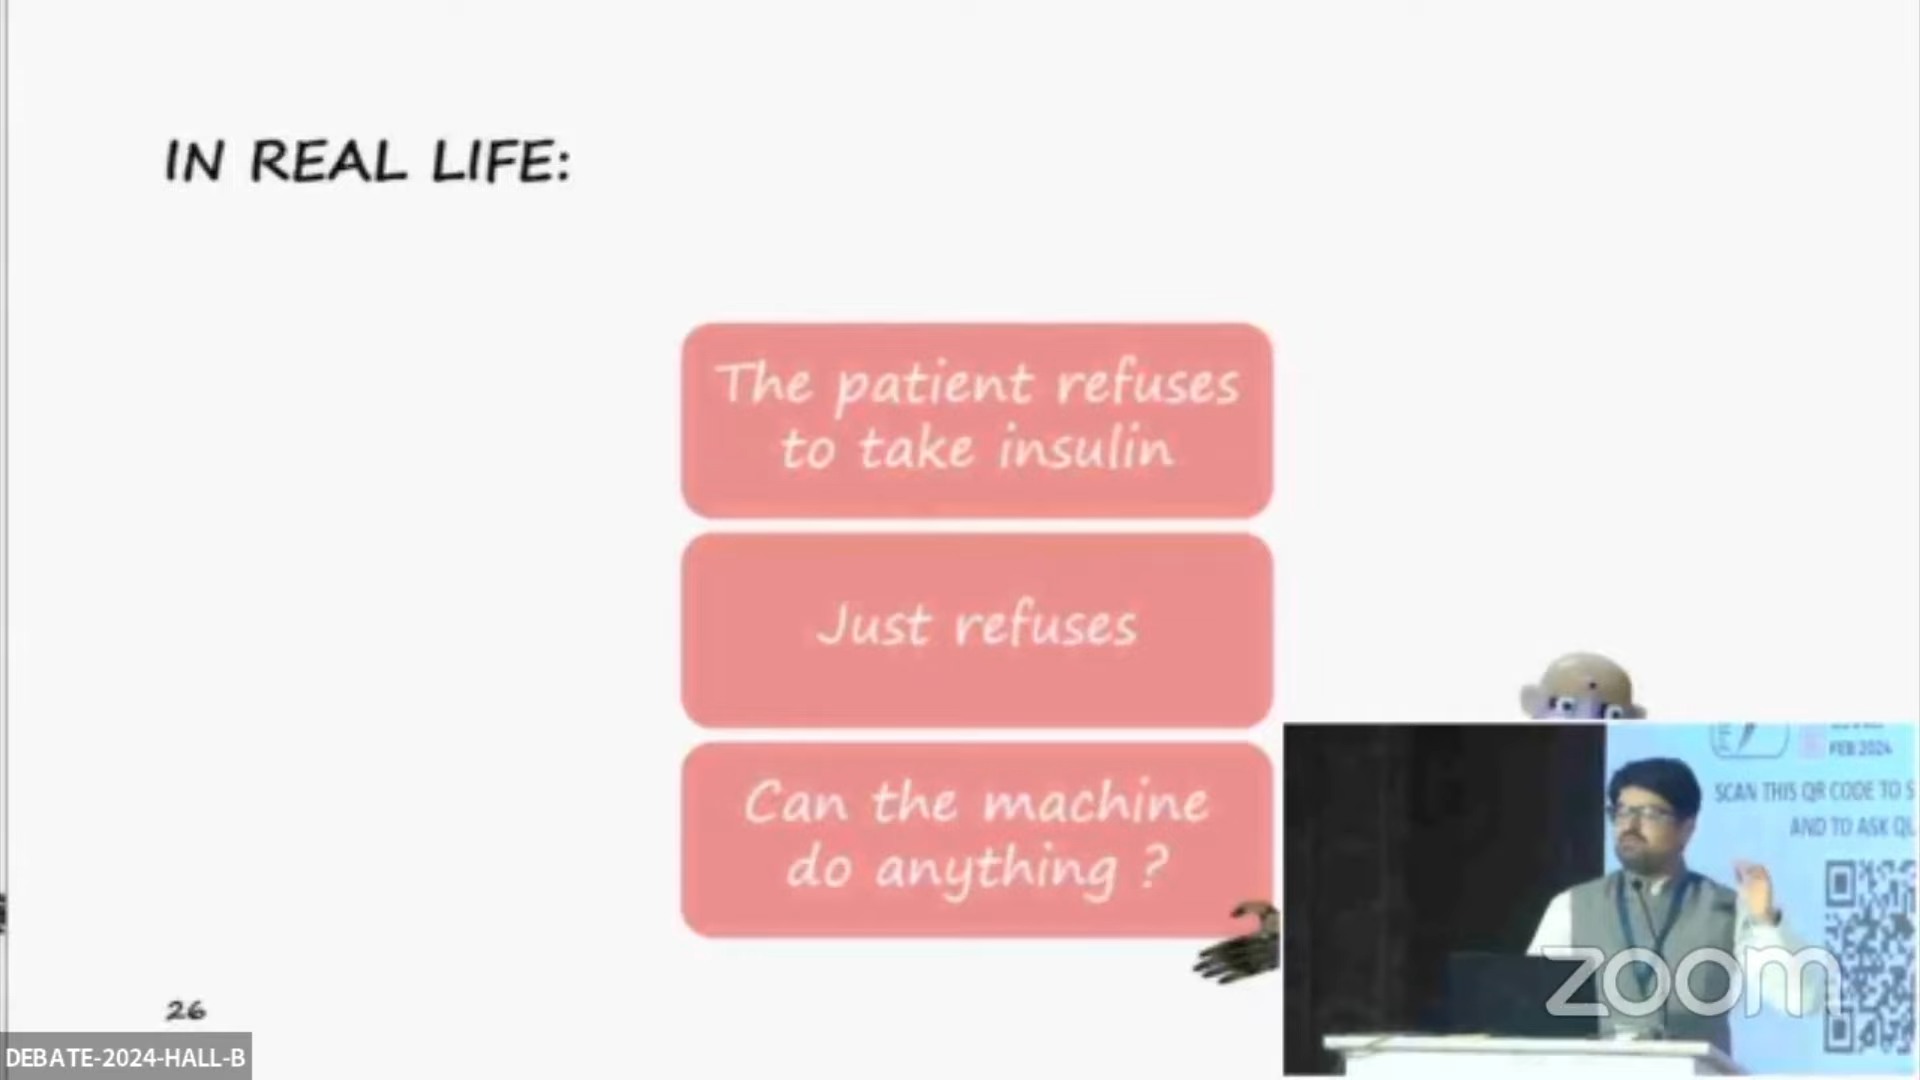 IN REAL LIFE:
The patient refuses
to take insulin
Just refuses
Can the machine
do anything ?
26
DEBATE-2024-HALL-B
FEB 2024
SCAN THIS QR CODE TO
AND TO ASK
zoom